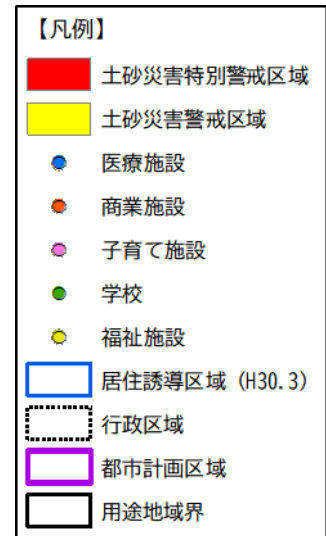 【凡例】
土砂災害特別警戒区域
土砂災害警戒区域
医療施設
商業施設
子育て施設
学校
福祉施設
居住誘導区域（H30.3）
行政区域
都市計画区域
用途地域界